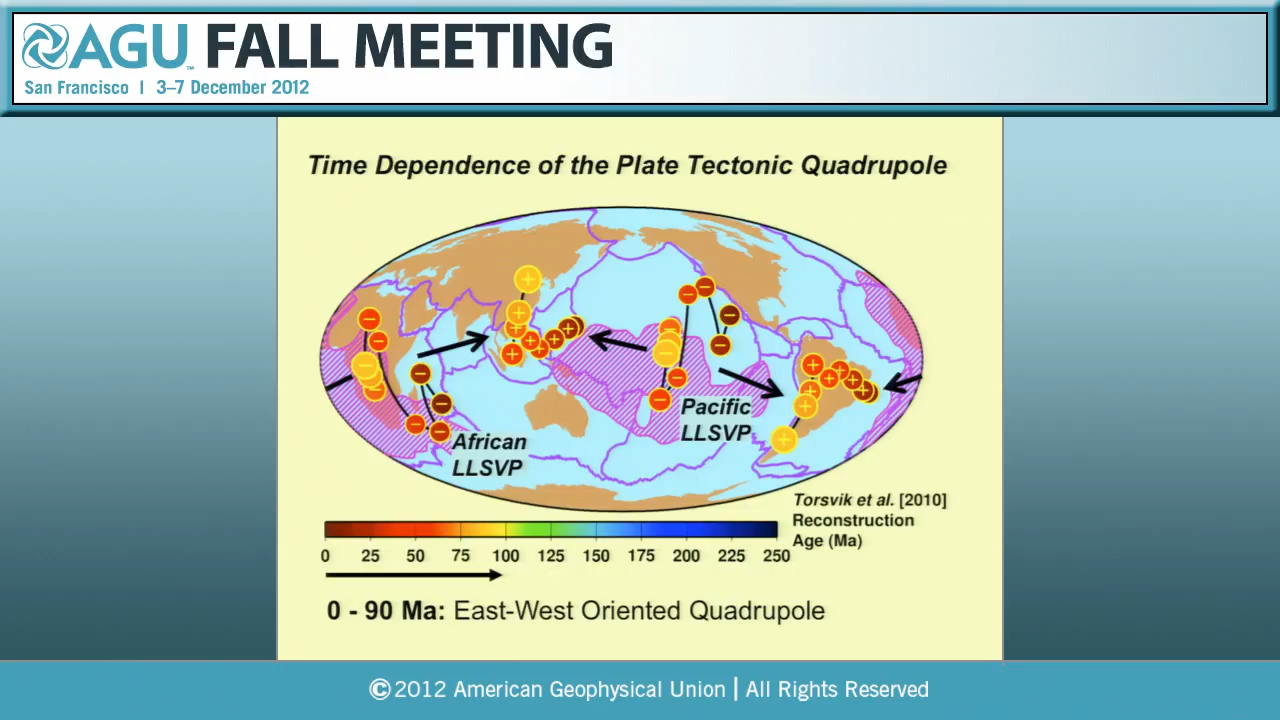 AGU™ FALL MEETING
San Francisco | 3–7 December 2012
Time Dependence of the Plate Tectonic Quadrupole
Pacific
LLSVP
African
LLSVP
Torsvik et al. [2010]
Reconstruction
Age (Ma)
0 25 50 75 100 125 150 175 200 225 250
0 - 90 Ma: East-West Oriented Quadrupole
©2012 American Geophysical Union | All Rights Reserved